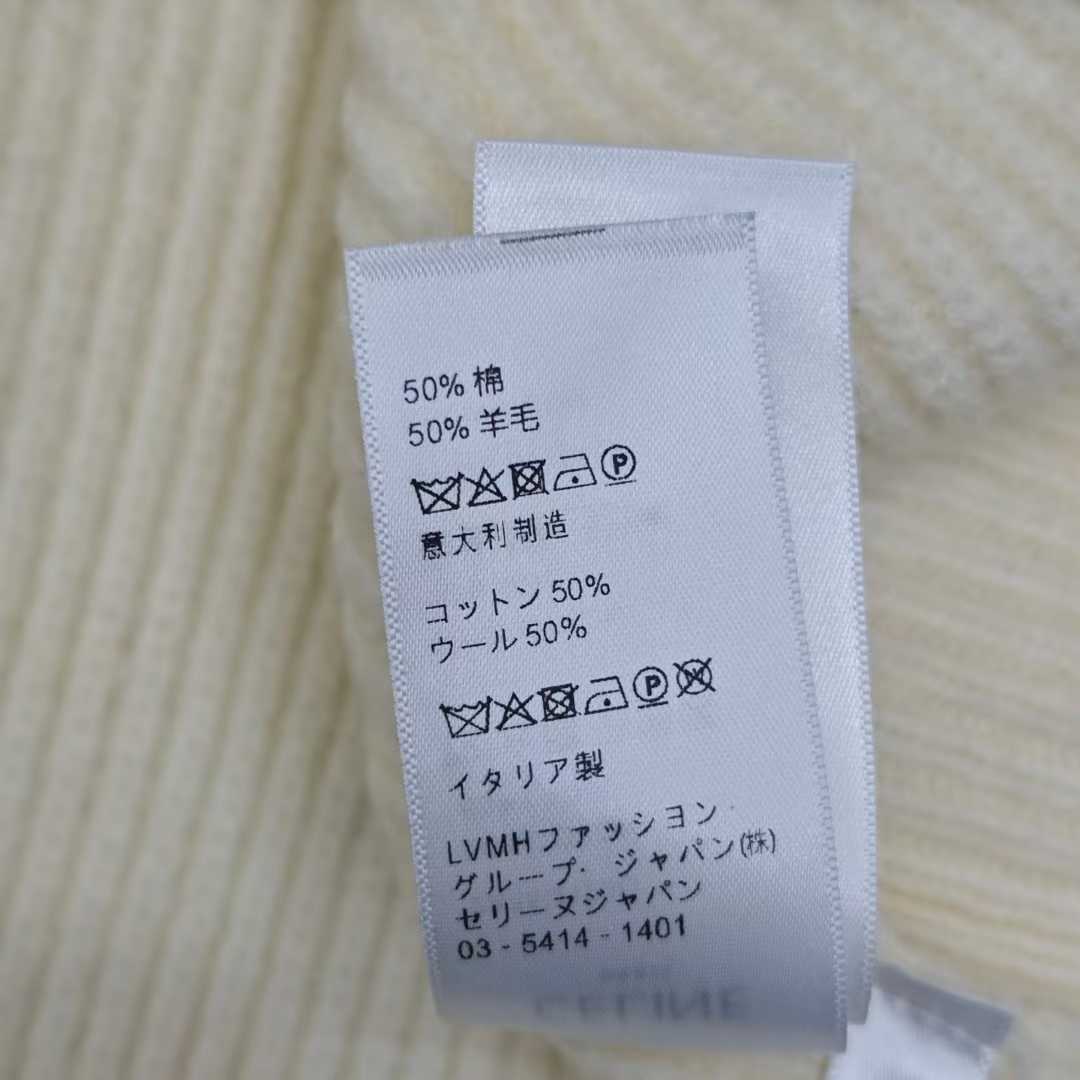 50% 棉
50% 羊毛
P
意大利制造
コットン 50%
ウール 50%
P W
イタリア製
LVMHファッション・
グループ・ジャパン(株)
セリーヌジャパン
03 - 5414 - 1401